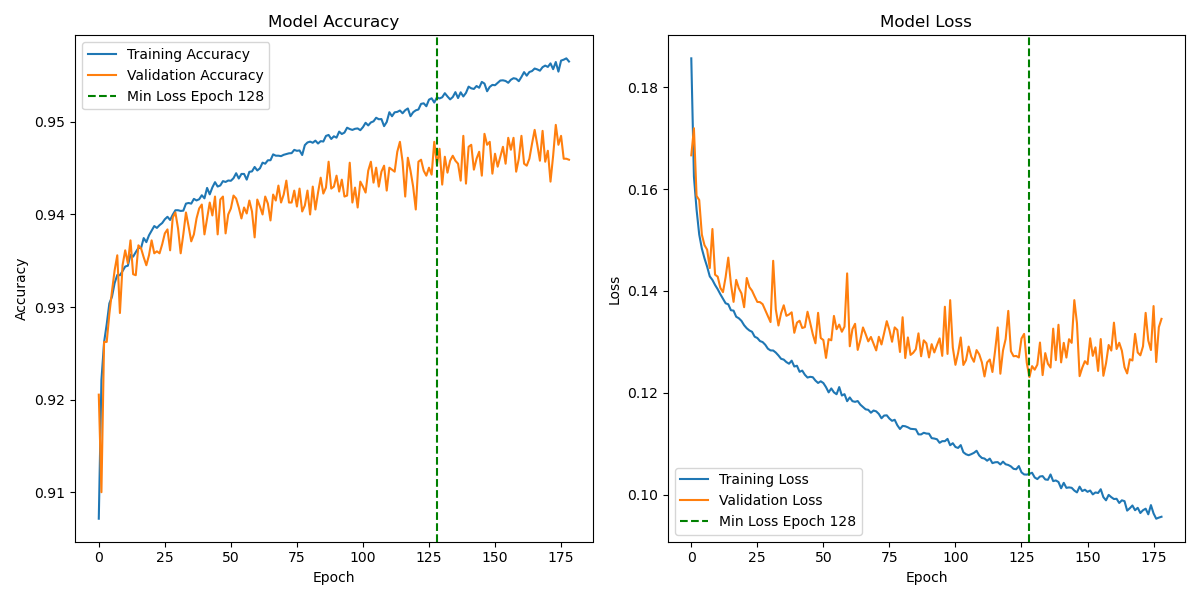 Model Accuracy
Training Accuracy
Validation Accuracy
Min Loss Epoch 128
0.95
0.94
0.93
0.92
0.91
Accuracy
0 25 50 75 100 125 150 175
Epoch
Model Loss
0.18
0.16
0.14
0.12
0.10
Loss
Training Loss
Validation Loss
Min Loss Epoch 128
0 25 50 75 100 125 150 175
Epoch